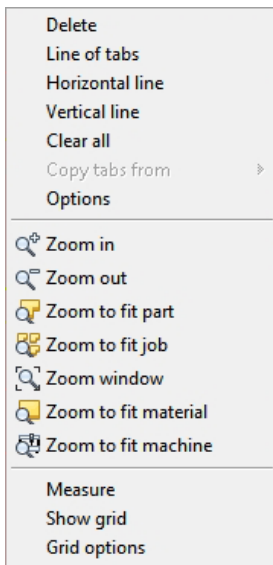 Delete
Line of tabs
Horizontal line
Vertical line
Clear all
Copy tabs from
Options
Zoom in
Zoom out
Zoom to fit part
Zoom to fit job
Zoom window
Zoom to fit material
Zoom to fit machine
Measure
Show grid
Grid options